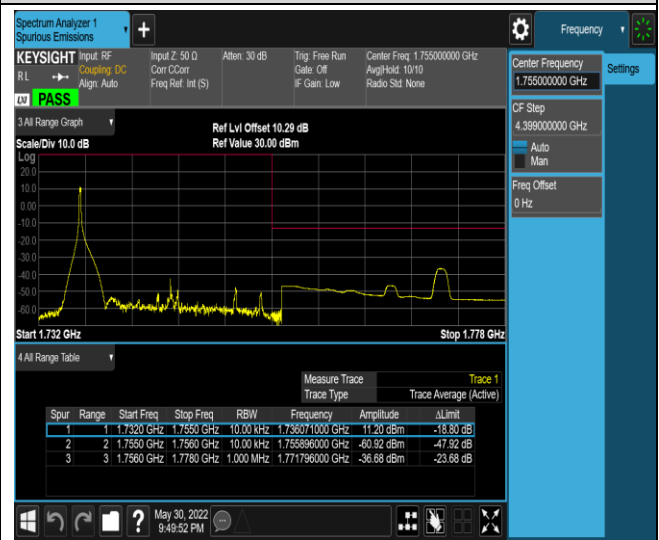 Spectrum Analyzer 1
Spurious Emissions
+
Frequency
KEYSIGHT Input: RF Input Z: 50 Ω Atten: 30 dB Trig: Free Run Center Freq: 1.755000000 GHz
RL Coupling: DC Corr CCorr Gate: Off Avg|Hold: 10/10
Align: Auto Freq Ref: Int (S) IF Gain: Low Radio Std: None
LXI PASS
Center Frequency
1.755000000 GHz
Settings
CF Step
4.399000000 GHz
Auto
Man
Freq Offset
0 Hz
3 All Range Graph
Ref Lvl Offset 10.29 dB
Scale/Div 10.0 dB Ref Value 30.00 dBm
Log
20.0
10.0
0.00
-10.0
-20.0
-30.0
-40.0
-50.0
-60.0
Start 1.732 GHz Stop 1.778 GHz
4 All Range Table
Measure Trace Trace 1
Trace Type Trace Average (Active)
Spur Range Start Freq Stop Freq RBW Frequency Amplitude ΔLimit
1 1 1.7320 GHz 1.7550 GHz 10.00 kHz 1.736071000 GHz 11.20 dBm -18.80 dB
2 2 1.7550 GHz 1.7560 GHz 10.00 kHz 1.755896000 GHz -60.92 dBm -47.92 dB
3 3 1.7560 GHz 1.7780 GHz 1.000 MHz 1.771796000 GHz -36.68 dBm -23.68 dB
?
May 30, 2022
9:49:52 PM